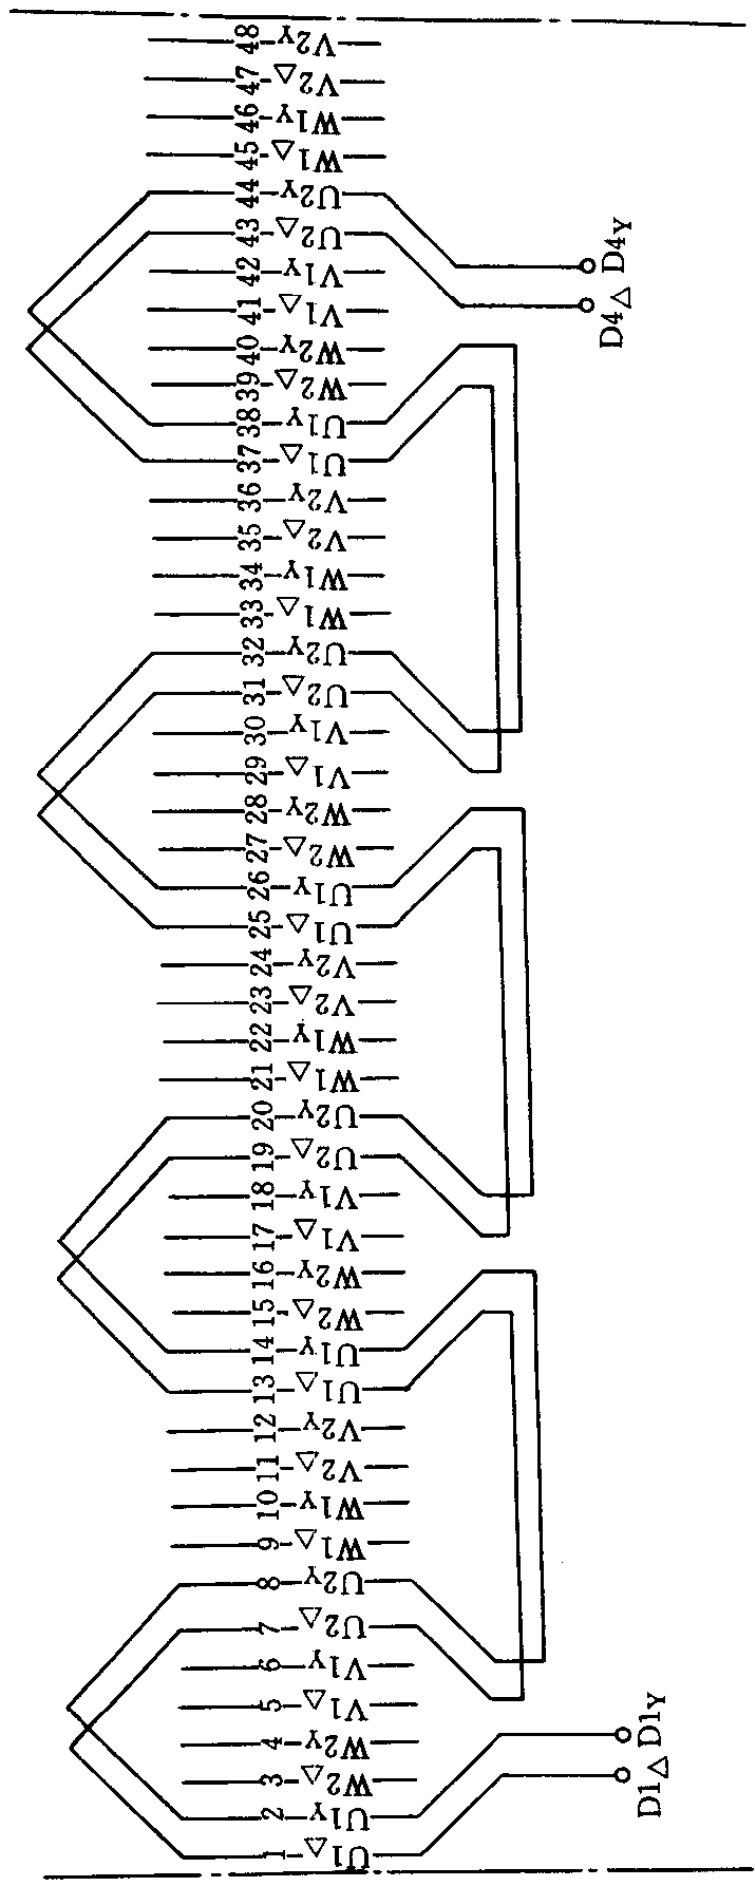 1 U1△
2 U1Y
3 W2△
4 W2Y
5 V1△
6 V1Y
7 U2△
8 U2Y
9 W1△
10 W1Y
11 V2△
12 V2Y
13 U1△
14 U1Y
15 W2△
16 W2Y
17 V1△
18 V1Y
19 U2△
20 U2Y
21 W1△
22 W1Y
23 V2△
24 V2Y
25 U1△
26 U1Y
27 W2△
28 W2Y
29 V1△
30 V1Y
31 U2△
32 U2Y
33 W1△
34 W1Y
35 V2△
36 V2Y
37 U1△
38 U1Y
39 W2△
40 W2Y
41 V1△
42 V1Y
43 U2△
44 U2Y
45 W1△
46 W1Y
47 V2△
48 V2Y
D1△ D1Y
D4△ D4Y